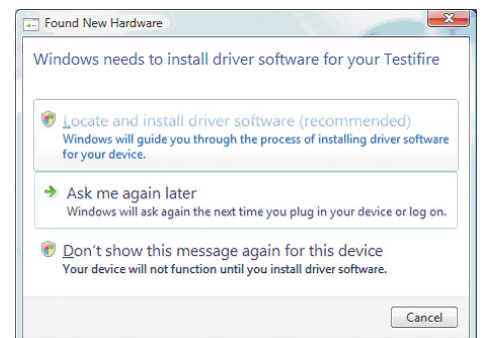 Found New Hardware
Windows needs to install driver software for your Testifire
Locate and install driver software (recommended)
Windows will guide you through the process of installing driver software
for your device.
Ask me again later
Windows will ask again the next time you plug in your device or log on.
Don't show this message again for this device
Your device will not function until you install driver software.
Cancel